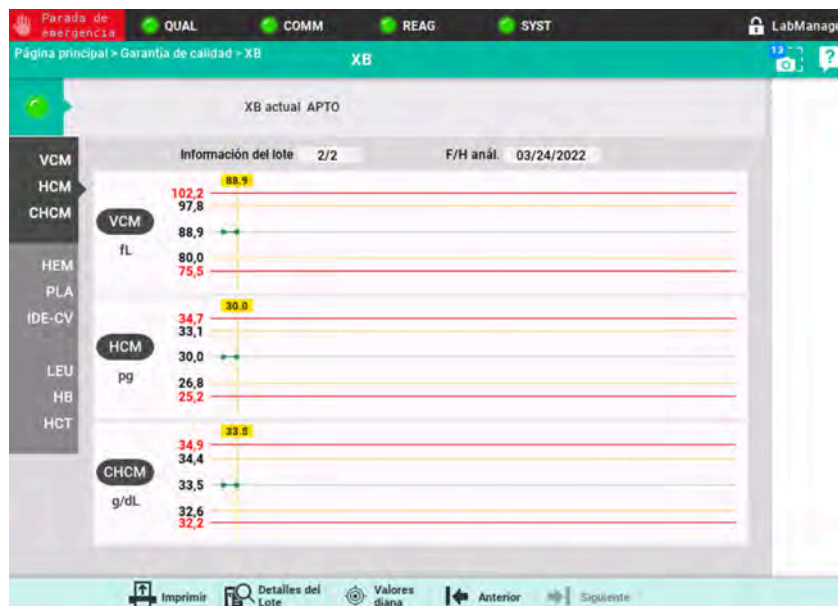 Parada de emergencia
QUAL
COMM
REAG
SYST
LabManage
Página principal > Garantía de calidad > XB
XB
13
?
XB actual APTO
Información del lote 2/2
F/H anál. 03/24/2022
VCM
HCM
CHCM
HEM
PLA
IDE-CV
LEU
HB
HCT
88.9
102,2
97,8
VCM
88,9
fL
80,0
75,5
30.0
34,7
33,1
HCM
30,0
pg
26,8
25,2
33.5
34,9
34,4
CHCM
33,5
g/dL
32,6
32,2
Imprimir
Detalles del Lote
Valores diana
Anterior
Siguiente